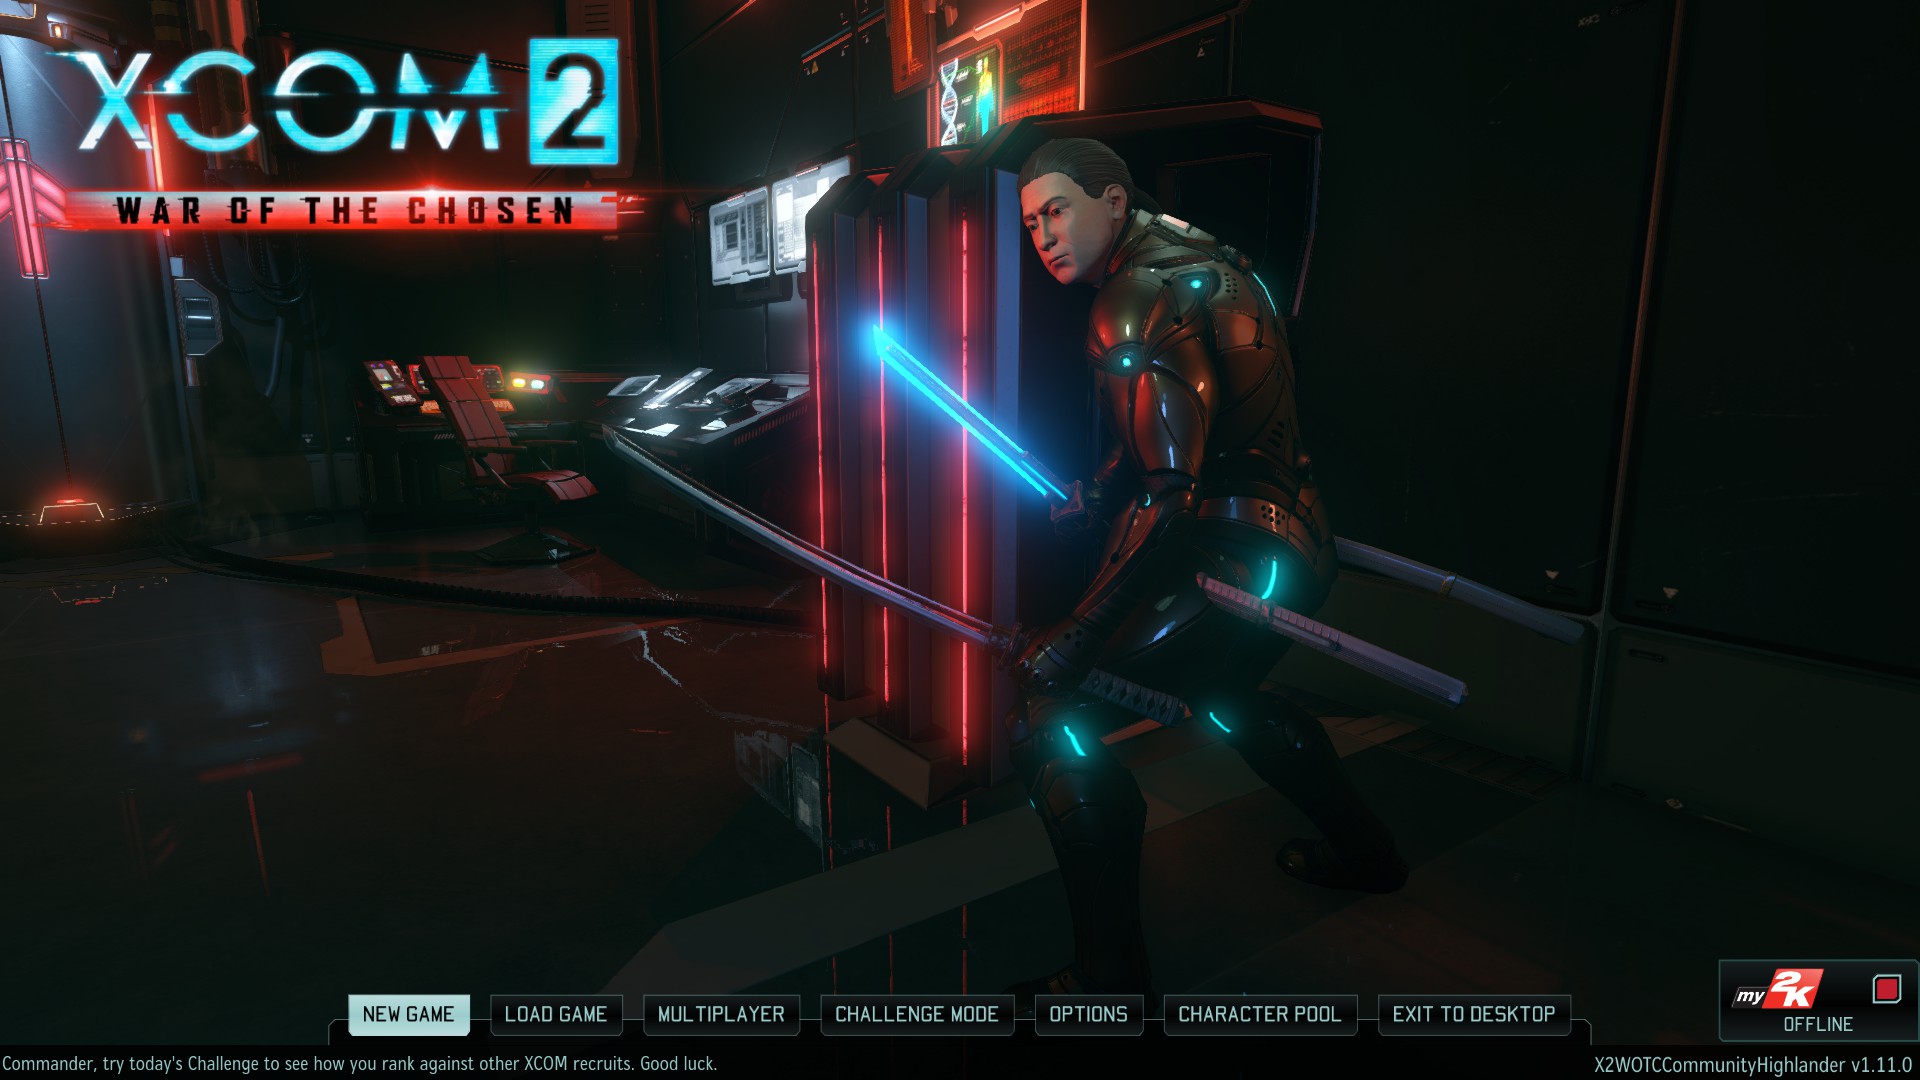 XCOM 2
WAR OF THE CHOSEN
NEW GAME
LOAD GAME
MULTIPLAYER
CHALLENGE MODE
OPTIONS
CHARACTER POOL
EXIT TO DESKTOP
my 2K
OFFLINE
Commander, try today's Challenge to see how you rank against other XCOM recruits. Good luck.
X2WOTCCommunityHighlander v1.11.0